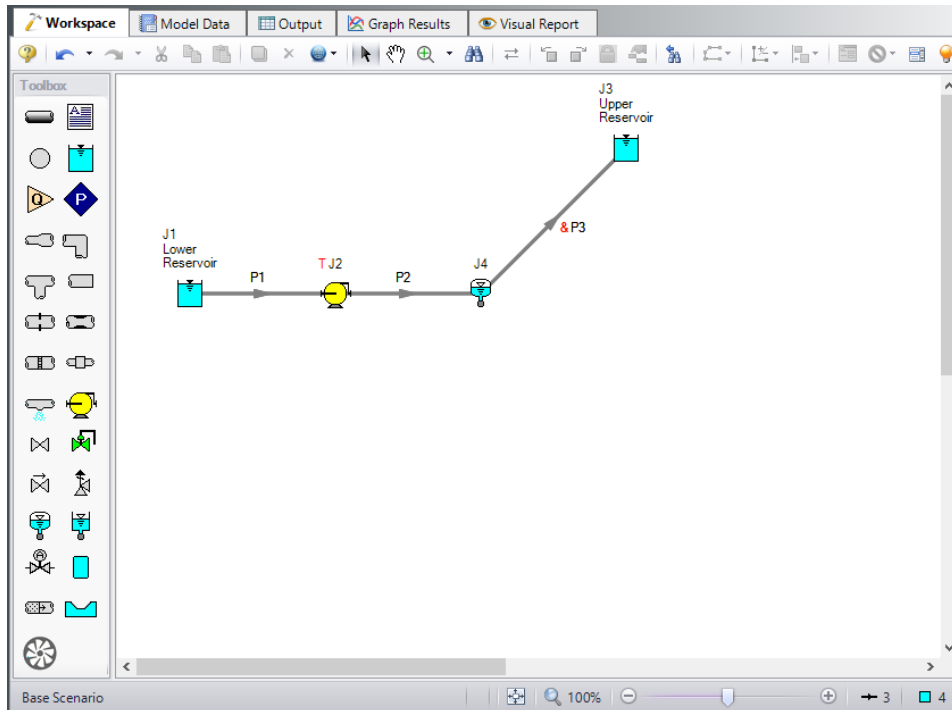 Workspace
Model Data
Output
Graph Results
Visual Report
Toolbox
A
Q
P
A
J3
Upper
Reservoir
& P3
J1
Lower
Reservoir
P1
T J2
P2
J4
Base Scenario
100%
3
4